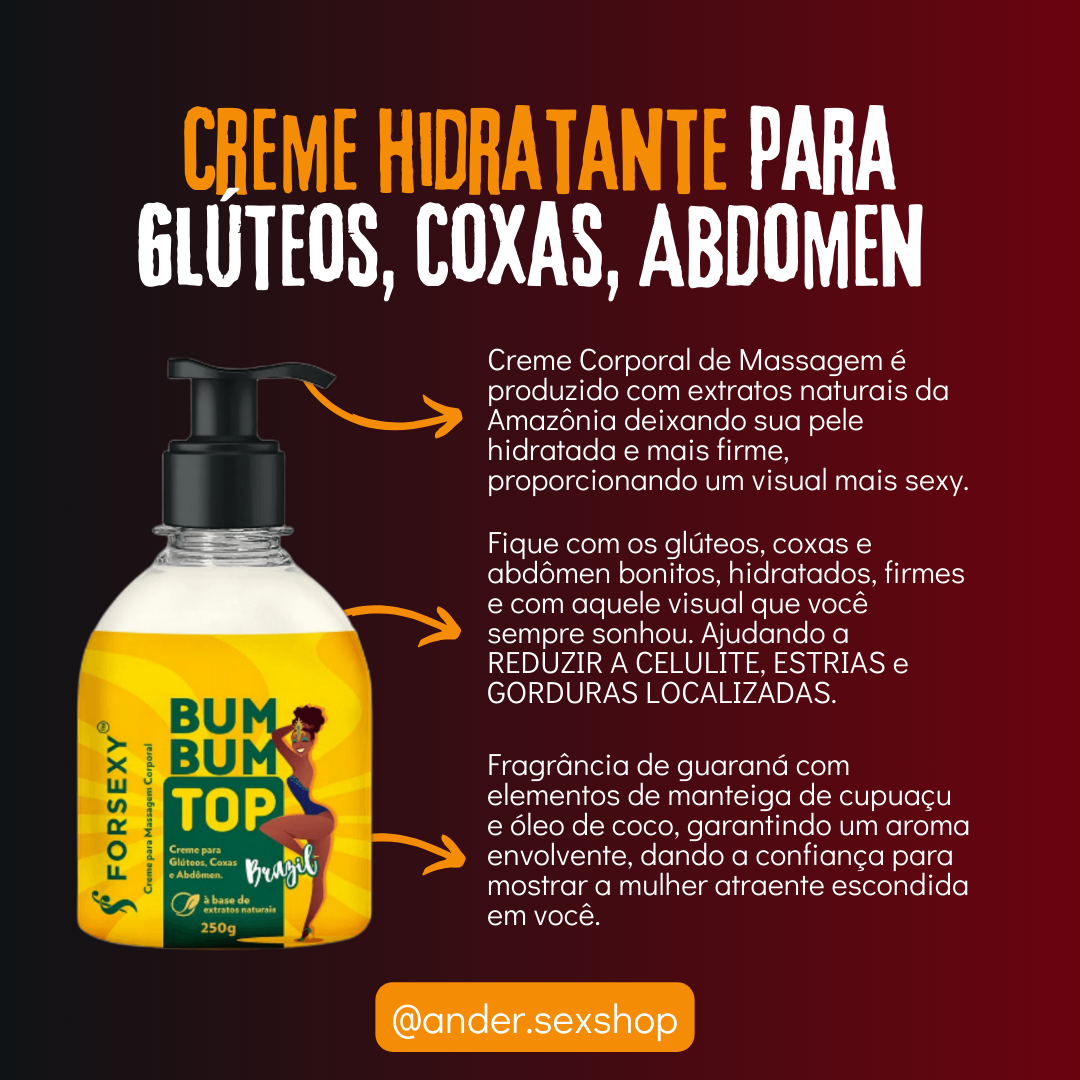 CREME HIDRATANTE PARA
GLÚTEOS, COXAS, ABDOMEN
Creme Corporal de Massagem é
produzido com extratos naturais da
Amazônia deixando sua pele
hidratada e mais firme,
proporcionando um visual mais sexy.
Fique com os glúteos, coxas e
abdômen bonitos, hidratados, firmes
e com aquele visual que você
sempre sonhou. Ajudando a
REDUZIR A CELULITE, ESTRIAS e
GORDURAS LOCALIZADAS.
Fragrância de guaraná com
elementos de manteiga de cupuaçu
e óleo de coco, garantindo um aroma
envolvente, dando a confiança para
mostrar a mulher atraente escondida
em você.
FORSEXY
Creme para Massagem Corporal
BUM
BUM
TOP
Creme para
Glúteos, Coxas
e Abdômen.
Brazil
à base de
extratos naturais
250g
@ander.sexshop